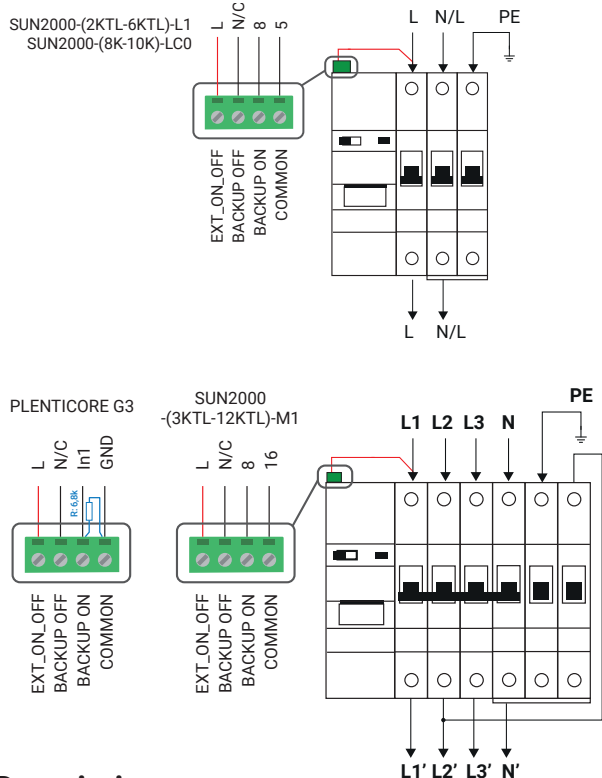 SUN2000-(2KTL-6KTL)-L1
SUN2000-(8K-10K)-LC0
L
N/C
8
5
L N/L PE
EXT_ON_OFF
BACKUP OFF
BACKUP ON
COMMON
L N/L
PLENTICORE G3
L
N/C
In1
GND
R: 6,8k
EXT_ON_OFF
BACKUP OFF
BACKUP ON
COMMON
SUN2000
-(3KTL-12KTL)-M1
L
N/C
8
16
EXT_ON_OFF
BACKUP OFF
BACKUP ON
COMMON
PE
L1 L2 L3 N
L1’ L2’ L3’ N’